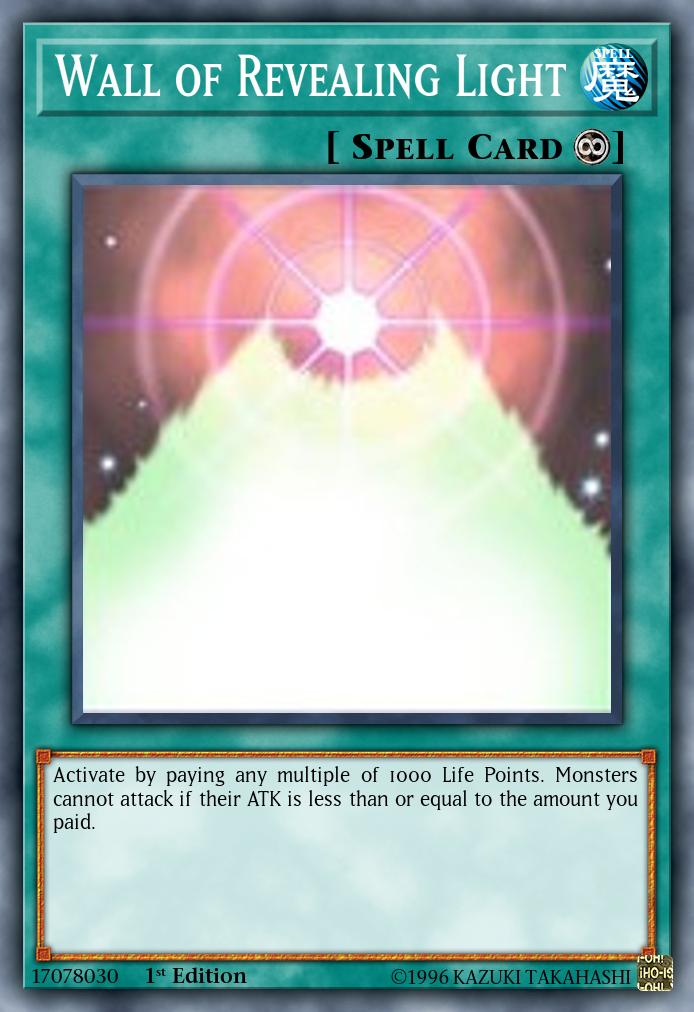 Wall of Revealing Light
SPELL
魔
[ Spell Card ]
Activate by paying any multiple of 1000 Life Points. Monsters
cannot attack if their ATK is less than or equal to the amount you
paid.
17078030 1st Edition ©1996 KAZUKI TAKAHASHI